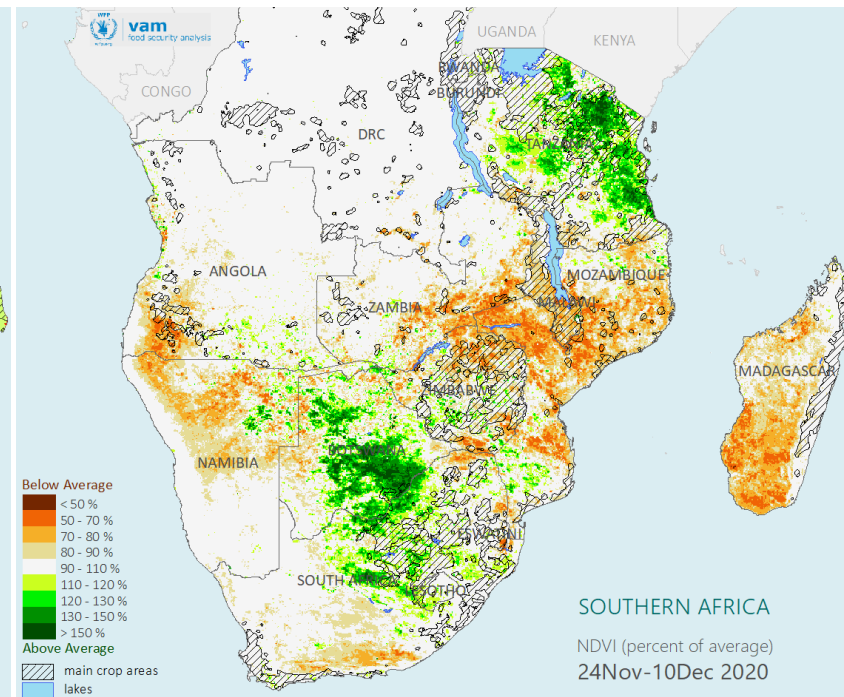 WFP
vam
food security analysis
UGANDA
KENYA
RWANDA
BURUNDI
CONGO
DRC
TANZANIA
ANGOLA
MOZAMBIQUE
MALAWI
ZAMBIA
MADAGASCAR
ZIMBABWE
BOTSWANA
NAMIBIA
ESWATINI
SOUTH AFRICA
LESOTHO
Below Average
< 50 %
50 - 70 %
70 - 80 %
80 - 90 %
90 - 110 %
110 - 120 %
120 - 130 %
130 - 150 %
> 150 %
Above Average
main crop areas
lakes
SOUTHERN AFRICA
NDVI (percent of average)
24Nov-10Dec 2020